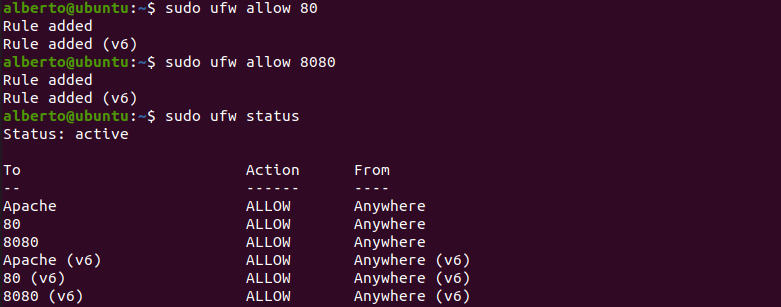 alberto@ubuntu:~$ sudo ufw allow 80
Rule added
Rule added (v6)
alberto@ubuntu:~$ sudo ufw allow 8080
Rule added
Rule added (v6)
alberto@ubuntu:~$ sudo ufw status
Status: active
To                         Action      From
--                         ------      ----
Apache                     ALLOW       Anywhere
80                         ALLOW       Anywhere
8080                       ALLOW       Anywhere
Apache (v6)                ALLOW       Anywhere (v6)
80 (v6)                    ALLOW       Anywhere (v6)
8080 (v6)                  ALLOW       Anywhere (v6)